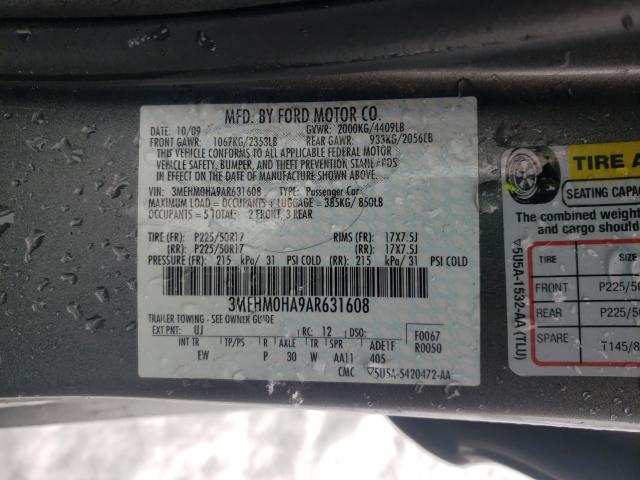 MFD. BY FORD MOTOR CO.
DATE: 10/09 GVWR: 2000KG/4409LB
FRONT GAWR: 1067KG/2353LB REAR GAWR: 933KG/2056LB
THIS VEHICLE CONFORMS TO ALL APPLICABLE FEDERAL MOTOR
VEHICLE SAFETY, BUMPER, AND THEFT PREVENTION STANDARDS
IN EFFECT ON THE DATE OF MANUFACTURE SHOWN ABOVE.
VIN: 3MEHM0HA9AR631608 TYPE: Passenger Car
MAXIMUM LOAD = OCCUPANTS + LUGGAGE = 385KG/ 850LB
OCCUPANTS = 5 TOTAL: 2 FRONT, 3 REAR
TIRE (FR): P225/50R17 RIMS (FR): 17X7.5J
(RR): P225/50R17 (RR): 17X7.5J
PRESSURE (FR): 215 kPa/ 31 PSI COLD (RR): 215 kPa/ 31 PSI COLD
3MEHM0HA9AR631608
TRAILER TOWING - SEE OWNER GUIDE
EXT PNT: UJ RC: 12 DSO: F0067
R0050
INT TR TP/PS R AXLE TR SPR ADE1F
EW P 30 W AA11 405
CMC 5U5A-5420472-AA
TIRE A
SEATING CAPAC
The combined weight
and cargo should
TIRE SIZE
FRONT P225/50
REAR P225/50
SPARE T145/8
5U5A-1532-AA (TLU)